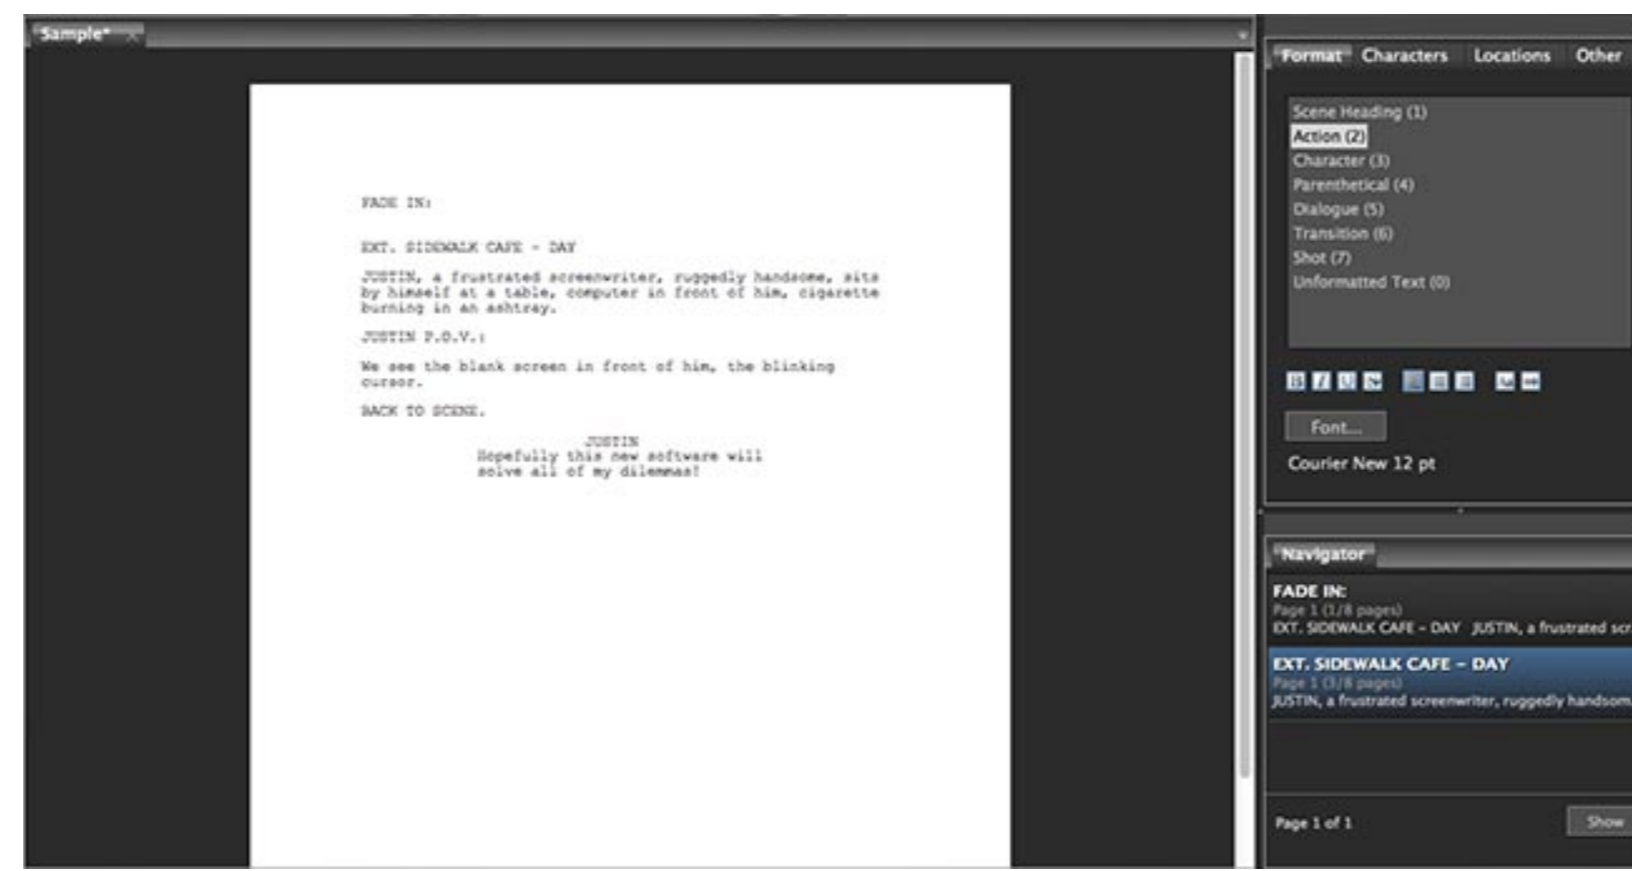 Sample*
FADE IN:
EXT. SIDEWALK CAFE - DAY
JUSTIN, a frustrated screenwriter, ruggedly handsome, sits
by himself at a table, computer in front of him, cigarette
burning in an ashtray.
JUSTIN P.O.V.:
We see the blank screen in front of him, the blinking
cursor.
BACK TO SCENE.
JUSTIN
Hopefully this new software will
solve all of my dilemmas!
Format Characters Locations Other
Scene Heading (1)
Action (2)
Character (3)
Parenthetical (4)
Dialogue (5)
Transition (6)
Shot (7)
Unformatted Text (0)
B I U
Font...
Courier New 12 pt
Navigator
FADE IN:
Page 1 (1/8 pages)
EXT. SIDEWALK CAFE - DAY JUSTIN, a frustrated scr
EXT. SIDEWALK CAFE - DAY
Page 1 (3/8 pages)
JUSTIN, a frustrated screenwriter, ruggedly handsom
Page 1 of 1
Show